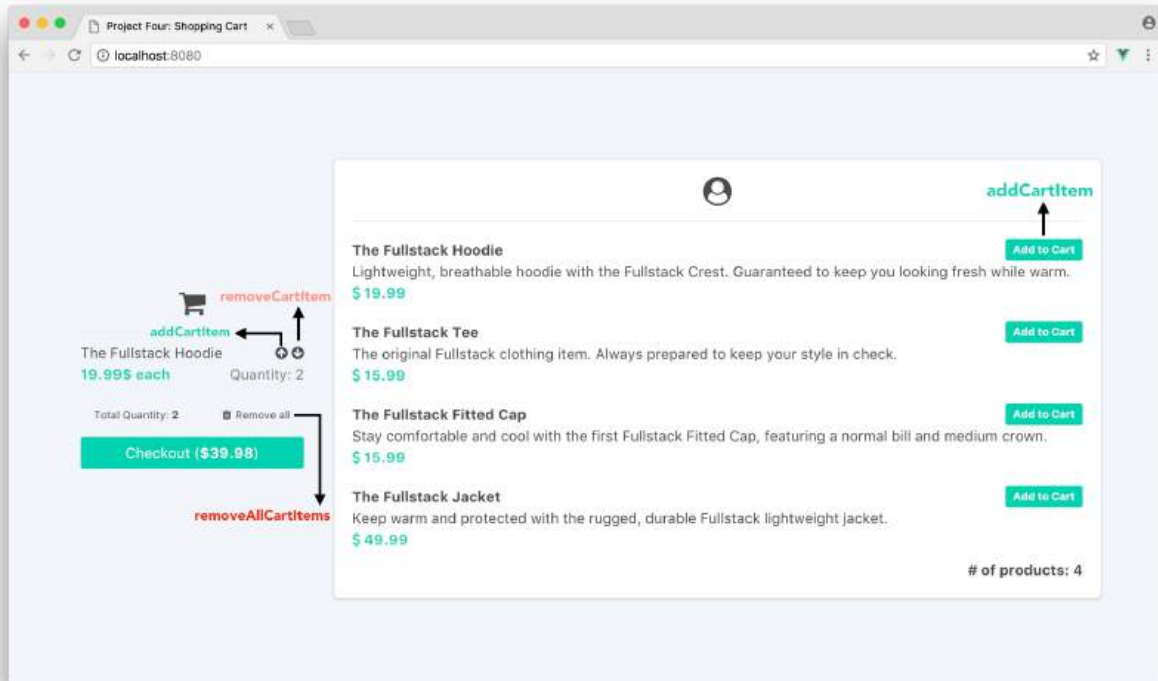 Project Four: Shopping Cart
localhost:8080
addCartItem
The Fullstack Hoodie
Add to Cart
Lightweight, breathable hoodie with the Fullstack Crest. Guaranteed to keep you looking fresh while warm.
$ 19.99
removeCartItem
addCartItem
The Fullstack Hoodie
19.99$ each
Quantity: 2
Total Quantity: 2
Remove all
Checkout ($39.98)
removeAllCartItems
The Fullstack Tee
Add to Cart
The original Fullstack clothing item. Always prepared to keep your style in check.
$ 15.99
The Fullstack Fitted Cap
Add to Cart
Stay comfortable and cool with the first Fullstack Fitted Cap, featuring a normal bill and medium crown.
$ 15.99
The Fullstack Jacket
Add to Cart
Keep warm and protected with the rugged, durable Fullstack lightweight jacket.
$ 49.99
# of products: 4